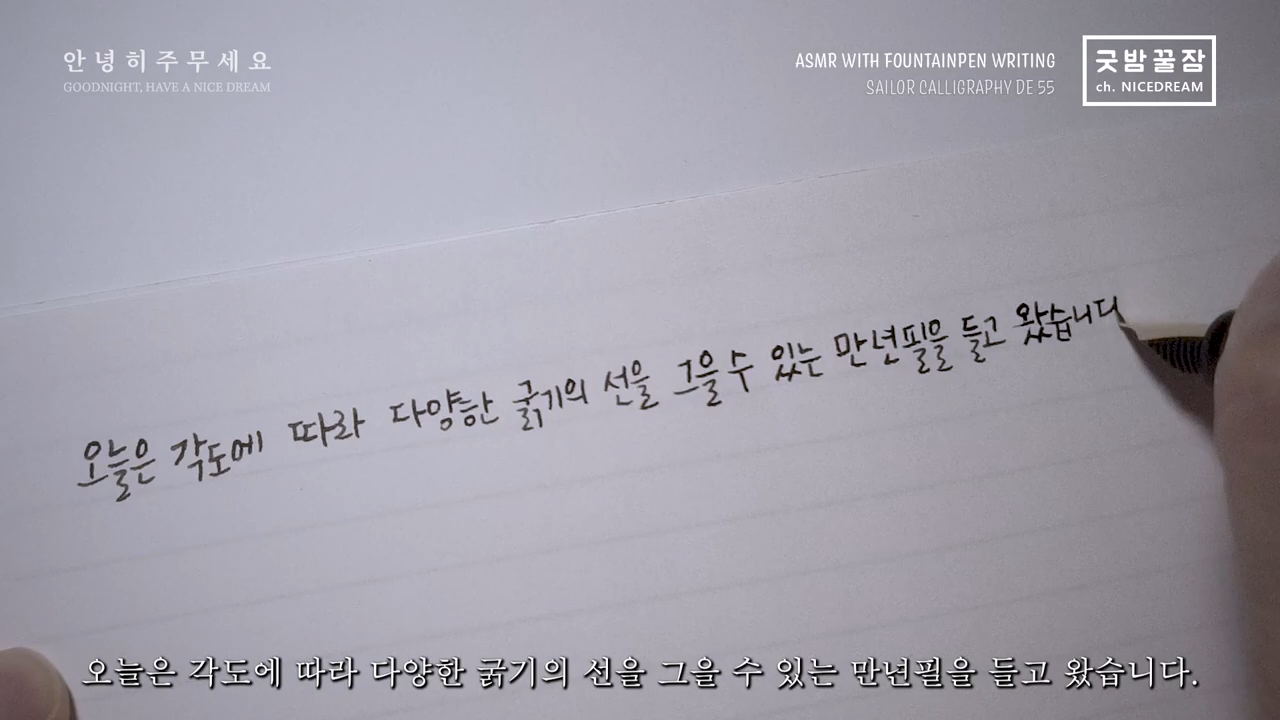 안녕히주무세요
GOODNIGHT, HAVE A NICE DREAM
ASMR WITH FOUNTAINPEN WRITING
SAILOR CALLIGRAPHY DE 55
굿밤꿀잠
ch. NICEDREAM
오늘은 각도에 따라 다양한 굵기의 선을 그을 수 있는 만년필을 들고 왔습니다
오늘은 각도에 따라 다양한 굵기의 선을 그을 수 있는 만년필을 들고 왔습니다.